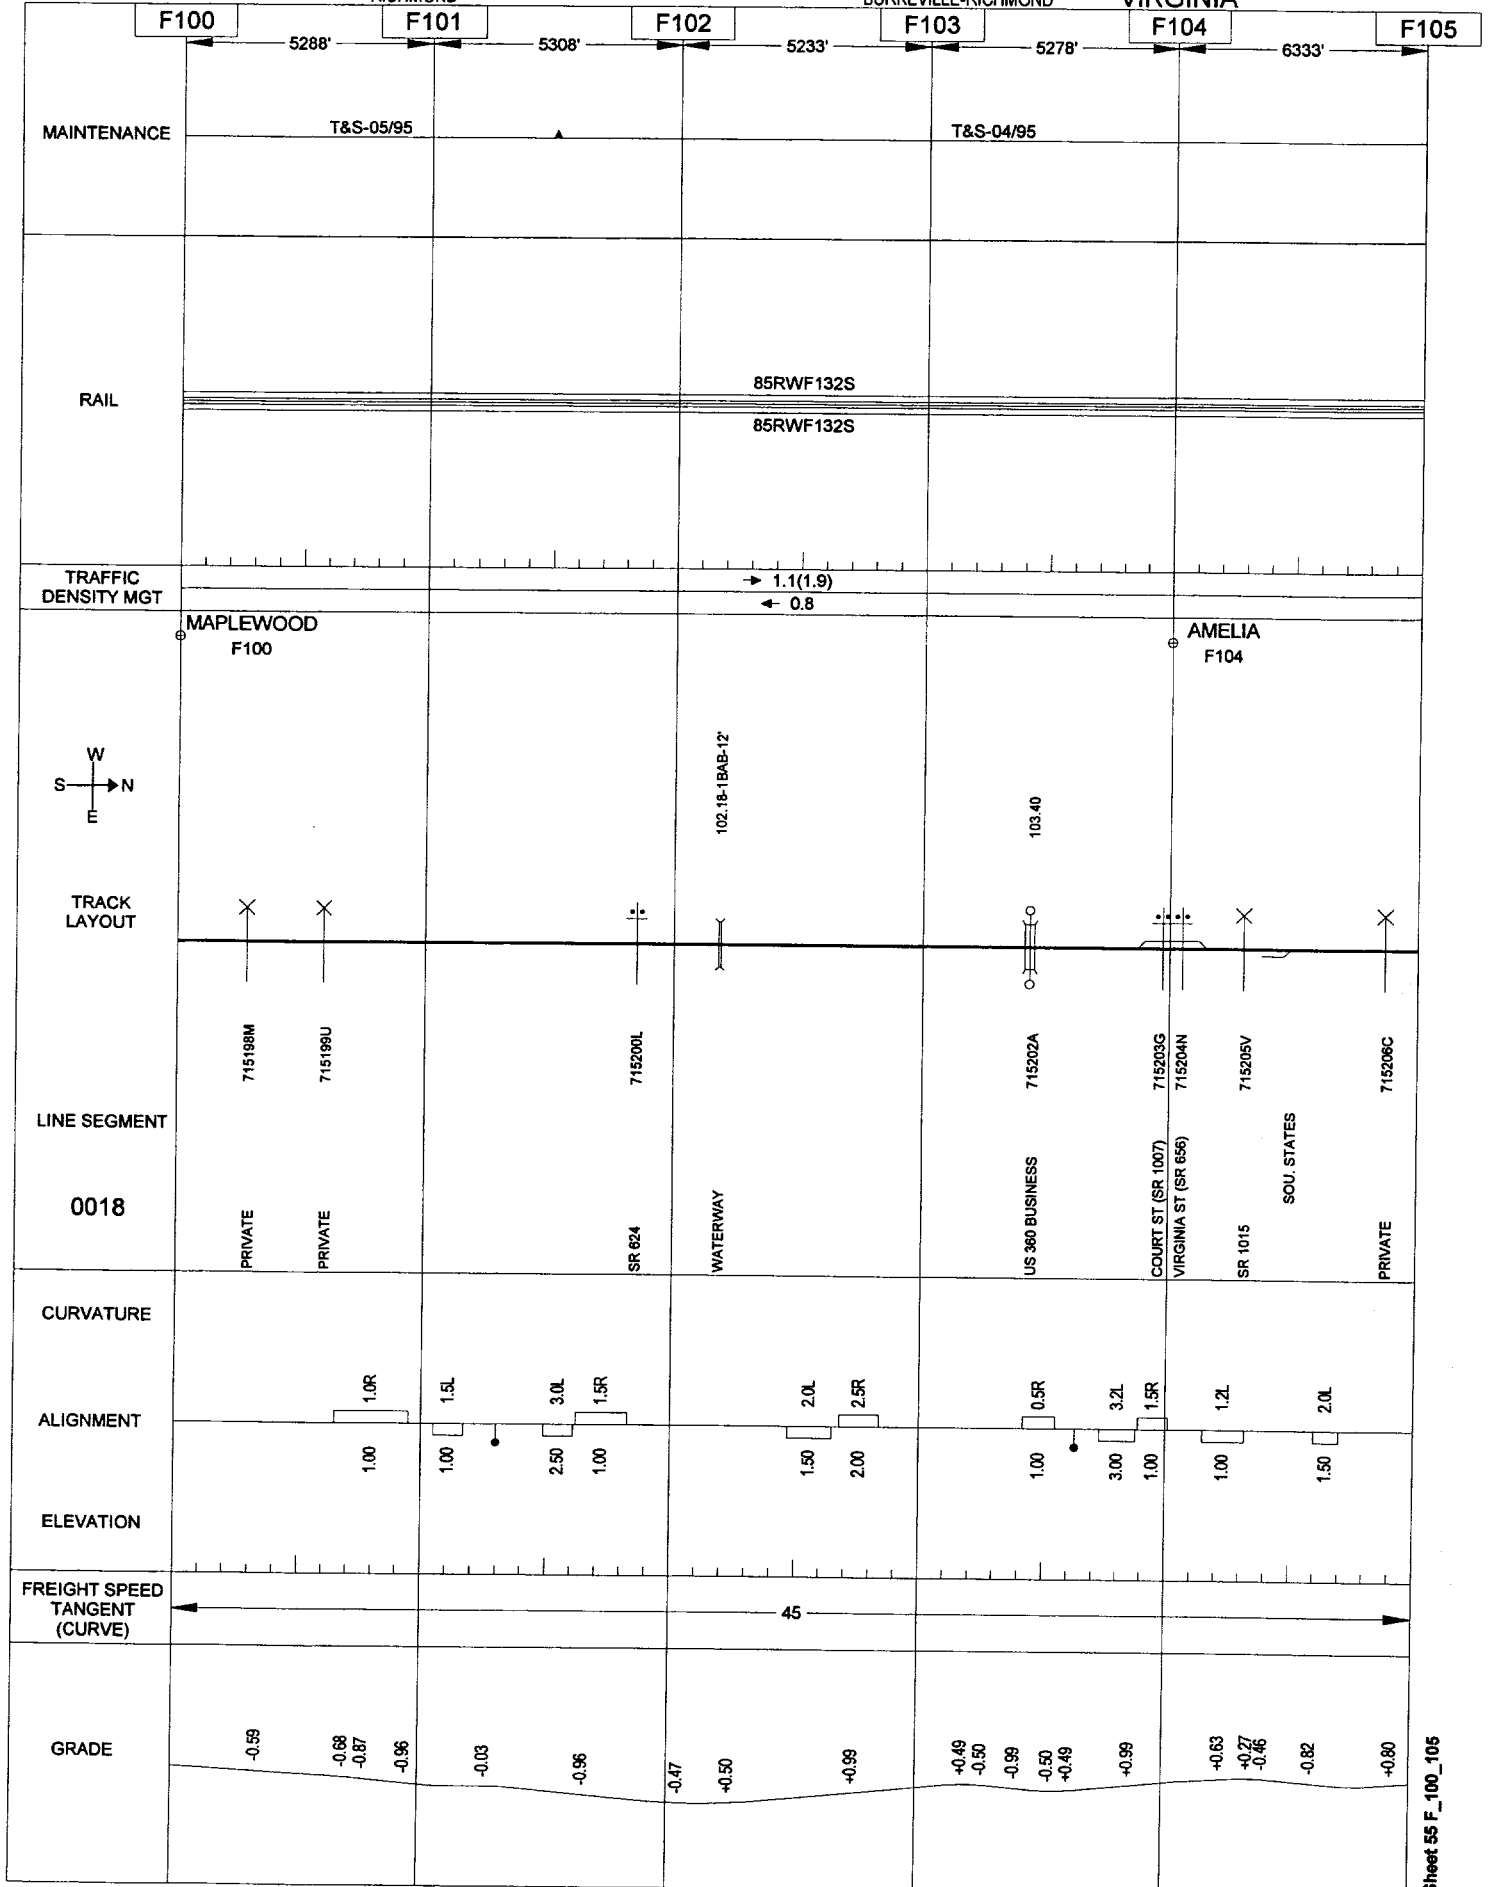 RICHMOND
BURKEVILLE-RICHMOND
VIRGINIA
F100 F101 F102 F103 F104 F105
5288' 5308' 5233' 5278' 6333'
MAINTENANCE
T&S-05/95
T&S-04/95
RAIL
85RWF132S
85RWF132S
TRAFFIC
DENSITY MGT
1.1(1.9)
0.8
MAPLEWOOD
F100
AMELIA
F104
W
S N
E
102.18-1BAB-12'
103.40
TRACK
LAYOUT
715198M
715199U
715200L
715202A
715203G
715204N
715205V
715206C
LINE SEGMENT
0018
PRIVATE
PRIVATE
SR 624
WATERWAY
US 360 BUSINESS
COURT ST (SR 1007)
VIRGINIA ST (SR 656)
SR 1015
SOU. STATES
PRIVATE
CURVATURE
1.0R 1.5L 3.0L 1.5R 2.0L 2.5R 0.5R 3.2L 1.5R 1.2L 2.0L
ALIGNMENT
1.00 1.00 2.50 1.00 1.50 2.00 1.00 3.00 1.00 1.00 1.50
ELEVATION
FREIGHT SPEED
TANGENT
(CURVE)
45
GRADE
-0.59
-0.68
-0.87
-0.96
-0.03
-0.96
-0.47
+0.50
+0.99
+0.49
-0.50
-0.99
-0.50
+0.49
+0.99
+0.63
+0.27
-0.46
-0.82
+0.80
Sheet 55 F_100_105